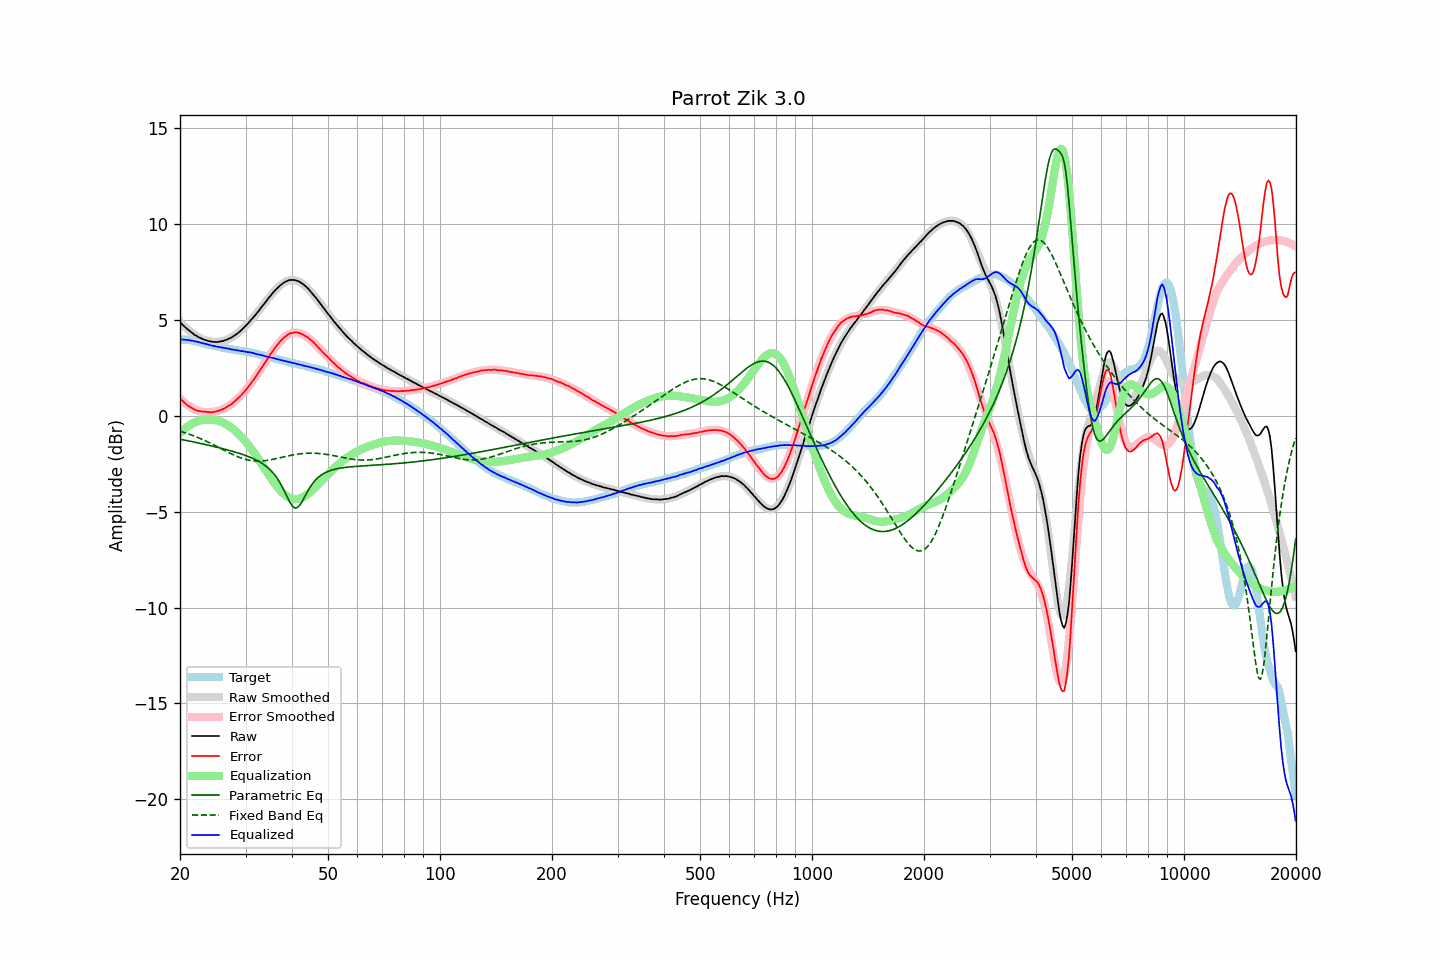 Parrot Zik 3.0
15
10
5
0
−5
−10
−15
−20
Amplitude (dBr)
Target
Raw Smoothed
Error Smoothed
Raw
Error
Equalization
Parametric Eq
Fixed Band Eq
Equalized
20 50 100 200 500 1000 2000 5000 10000 20000
Frequency (Hz)